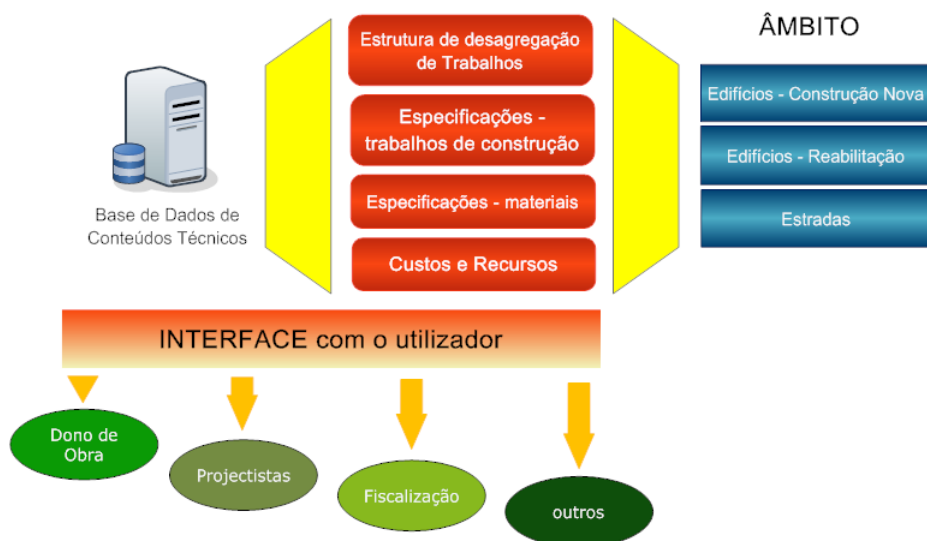 ÂMBITO
Estrutura de desagregação
de Trabalhos
Especificações -
trabalhos de construção
Especificações - materiais
Custos e Recursos
Base de Dados de
Conteúdos Técnicos
Edifícios - Construção Nova
Edifícios - Reabilitação
Estradas
INTERFACE com o utilizador
Dono de
Obra
Projectistas
Fiscalização
outros